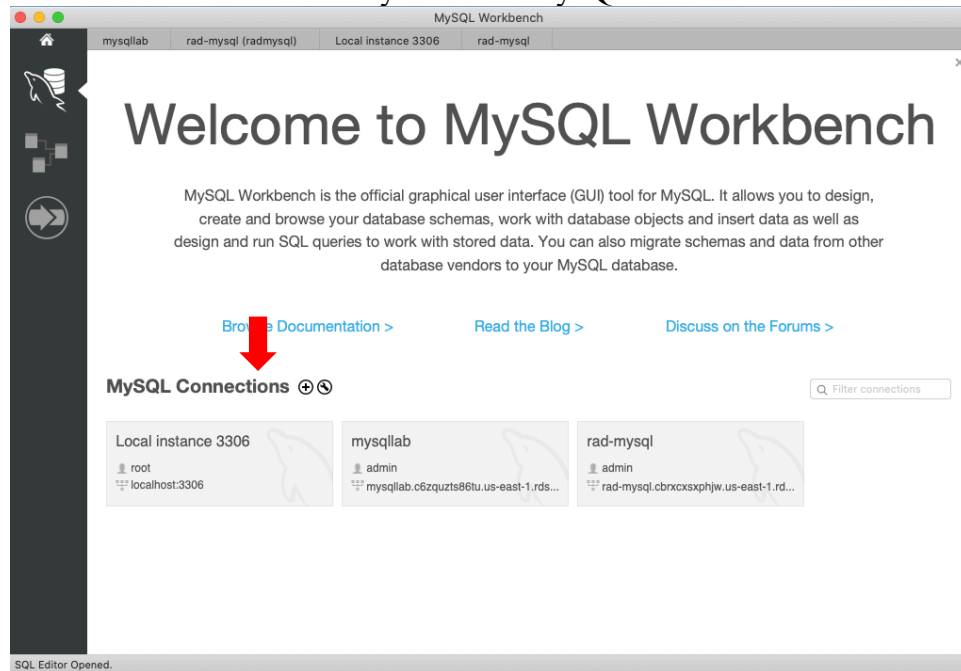 MySQL Workbench
mysqllab rad-mysql (radmysql) Local instance 3306 rad-mysql
Welcome to MySQL Workbench
MySQL Workbench is the official graphical user interface (GUI) tool for MySQL. It allows you to design,
create and browse your database schemas, work with database objects and insert data as well as
design and run SQL queries to work with stored data. You can also migrate schemas and data from other
database vendors to your MySQL database.
Browse Documentation > Read the Blog > Discuss on the Forums >
MySQL Connections
Filter connections
Local instance 3306 mysqllab rad-mysql
root admin admin
localhost:3306 mysqllab.c6zquzts86tu.us-east-1.rds... rad-mysql.cbrxcxsxphjw.us-east-1.rd...
SQL Editor Opened.